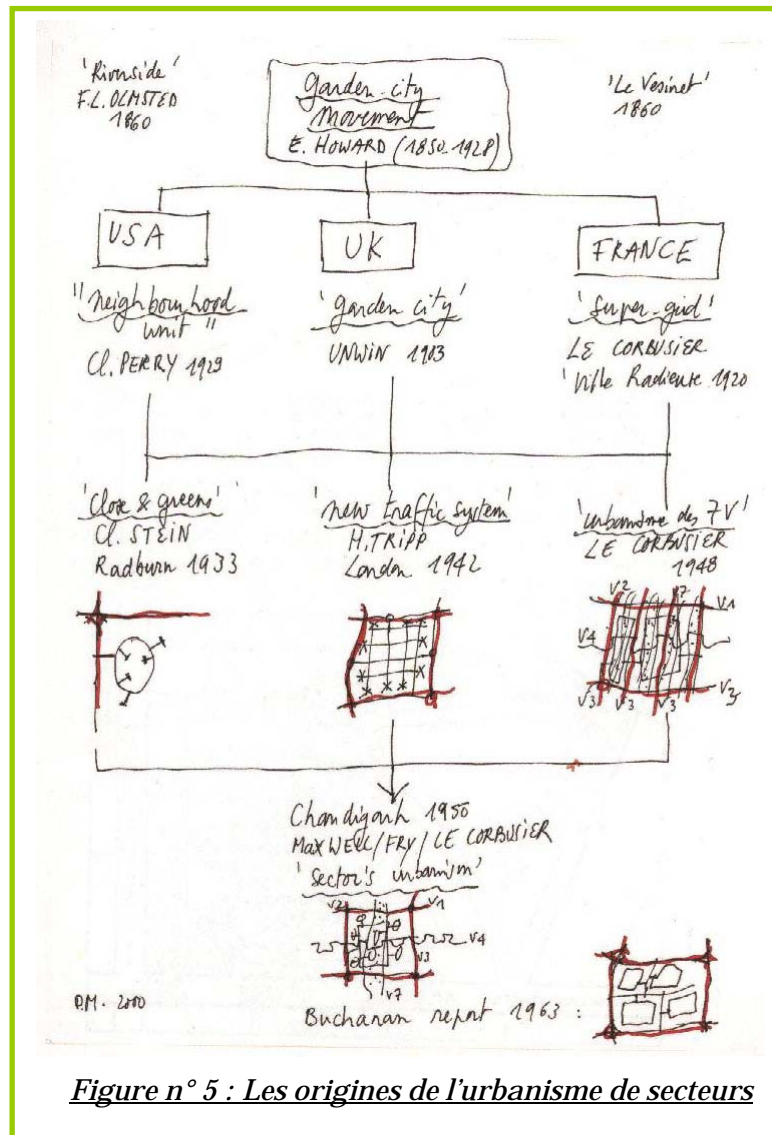 'Riverside'
F.L. OLMSTED
1860
Garden-city
Movement
E. HOWARD (1850-1928)
'Le Vesinet'
1860
USA
UK
FRANCE
"neighbourhood
unit"
Cl. PERRY 1929
'garden city'
UNWIN 1903
'Super-grid'
LE CORBUSIER
'Ville Radieuse 1920
'Close & greens'
Cl. STEIN
Radburn 1933
'new traffic system'
H. TRIPP
London 1942
'urbanisme des 7V'
LE CORBUSIER
1948
V2
V7
V1
V4
V3
V3
V3
Chandigarh 1950
MAXWELL/FRY/LE CORBUSIER
'Sector's urbanism'
V2
V1
V4
V3
V7
P.M. 2000
Buchanan report 1963 :
Figure n° 5 : Les origines de l'urbanisme de secteurs